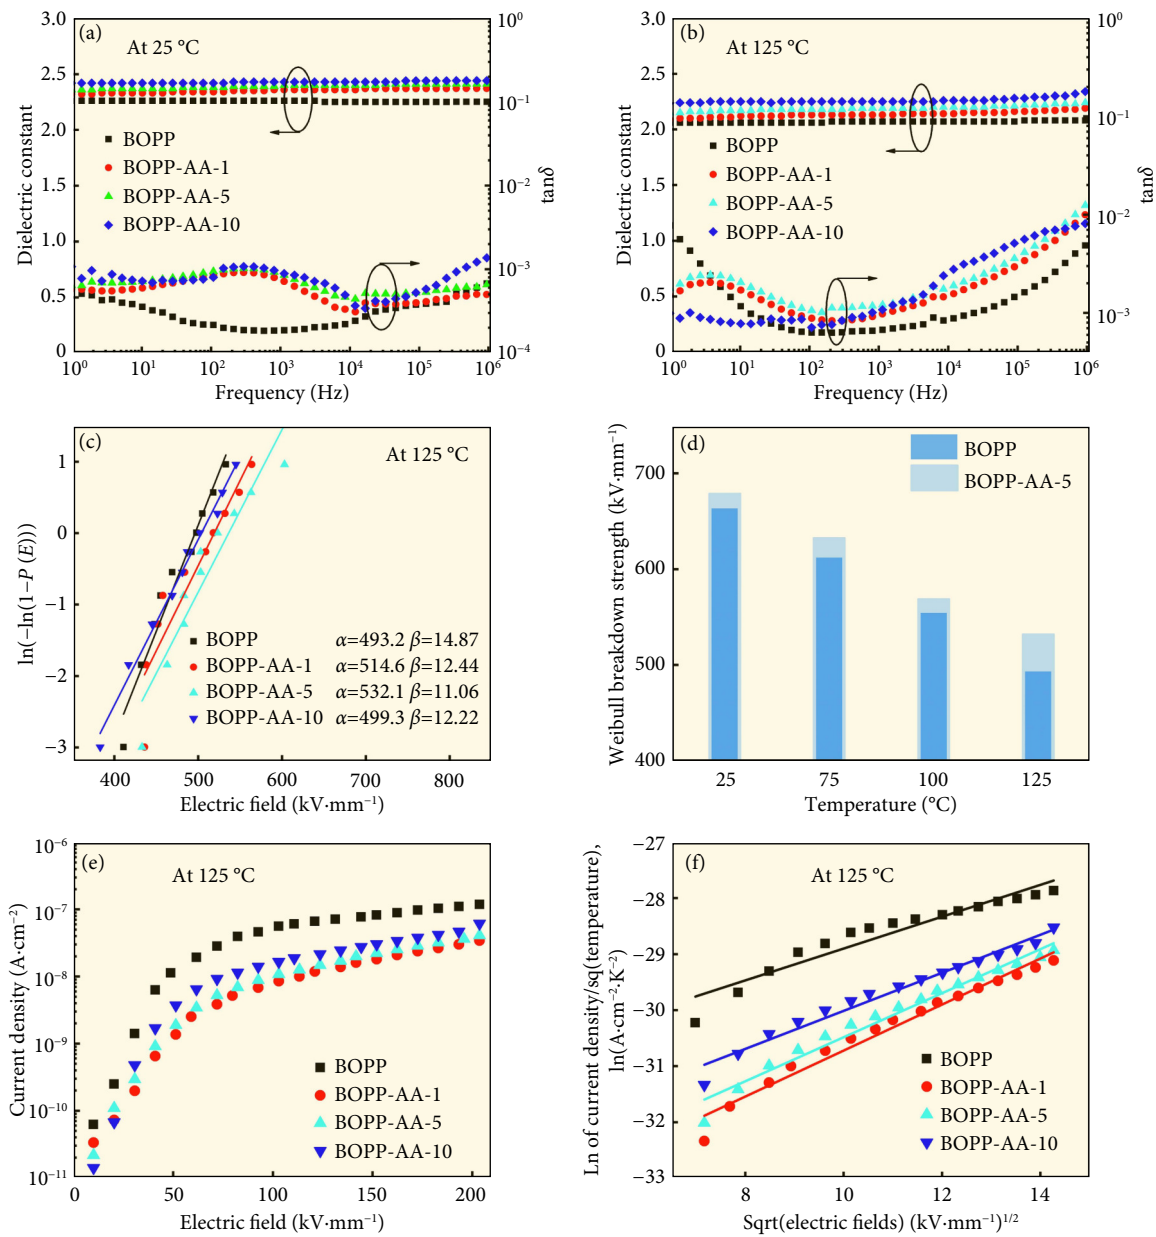 (a)
At 25 °C
Dielectric constant
3.0
2.5
2.0
1.5
1.0
0.5
0
BOPP
BOPP-AA-1
BOPP-AA-5
BOPP-AA-10
10⁰
10⁻¹
10⁻²
10⁻³
10⁻⁴
tanδ
10⁰ 10¹ 10² 10³ 10⁴ 10⁵ 10⁶
Frequency (Hz)
(b)
At 125 °C
Dielectric constant
3.0
2.5
2.0
1.5
1.0
0.5
0
BOPP
BOPP-AA-1
BOPP-AA-5
BOPP-AA-10
10⁰
10⁻¹
10⁻²
10⁻³
tanδ
10⁰ 10¹ 10² 10³ 10⁴ 10⁵ 10⁶
Frequency (Hz)
(c)
At 125 °C
ln(−ln(1−P (E)))
1
0
−1
−2
−3
BOPP α=493.2 β=14.87
BOPP-AA-1 α=514.6 β=12.44
BOPP-AA-5 α=532.1 β=11.06
BOPP-AA-10 α=499.3 β=12.22
400 500 600 700 800
Electric field (kV·mm⁻¹)
(d)
BOPP
BOPP-AA-5
Weibull breakdown strength (kV·mm⁻¹)
700
600
500
400
25 75 100 125
Temperature (°C)
(e)
At 125 °C
Current density (A·cm⁻²)
10⁻⁶
10⁻⁷
10⁻⁸
10⁻⁹
10⁻¹⁰
10⁻¹¹
BOPP
BOPP-AA-1
BOPP-AA-5
BOPP-AA-10
0 50 100 150 200
Electric field (kV·mm⁻¹)
(f)
At 125 °C
Ln of current density/sq(temperature),
ln(A·cm⁻²·K⁻²)
−27
−28
−29
−30
−31
−32
−33
BOPP
BOPP-AA-1
BOPP-AA-5
BOPP-AA-10
8 10 12 14
Sqrt(electric fields) (kV·mm⁻¹)¹/²